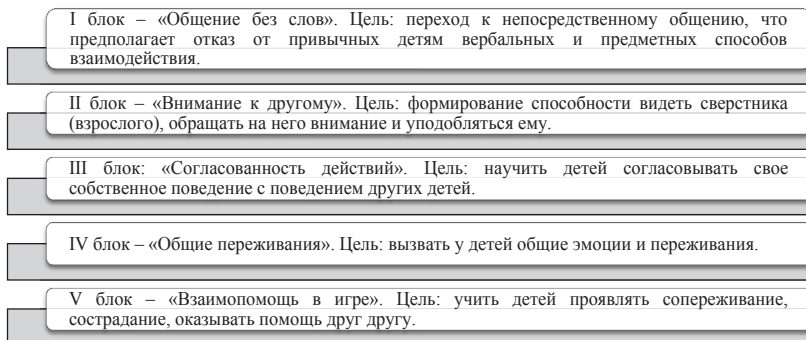 I блок – «Общение без слов». Цель: переход к непосредственному общению, что
предполагает отказ от привычных детям вербальных и предметных способов
взаимодействия.
II блок – «Внимание к другому». Цель: формирование способности видеть сверстника
(взрослого), обращать на него внимание и уподобляться ему.
III блок: «Согласованность действий». Цель: научить детей согласовывать свое
собственное поведение с поведением других детей.
IV блок – «Общие переживания». Цель: вызвать у детей общие эмоции и переживания.
V блок – «Взаимопомощь в игре». Цель: учить детей проявлять сопереживание,
сострадание, оказывать помощь друг другу.